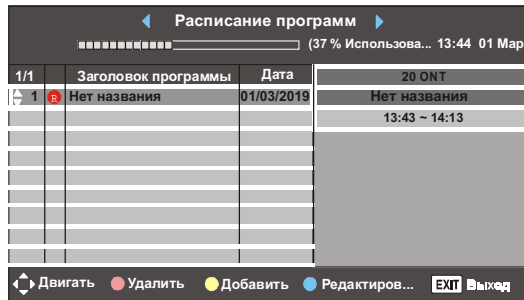 Расписание программ
(37 % Использова... 13:44 01 Мар
1/1 Заголовок программы Дата 20 ONT
1 R Нет названия 01/03/2019 Нет названия
13:43 ~ 14:13
Двигать Удалить Добавить Редактиров... EXIT Выход